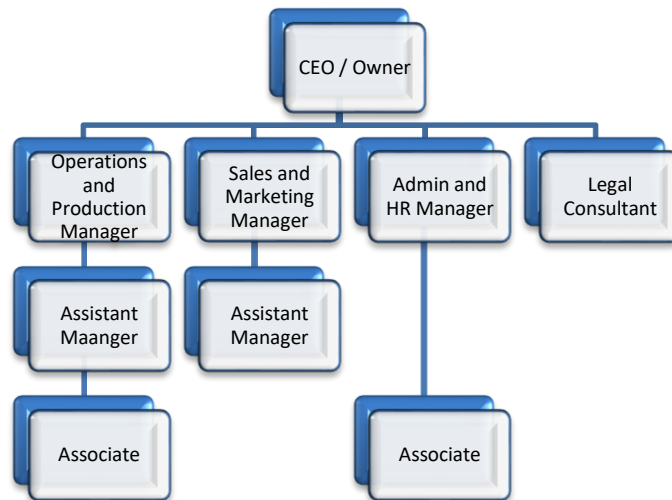 CEO / Owner
Operations
and
Production
Manager
Sales and
Marketing
Manager
Admin and
HR Manager
Legal
Consultant
Assistant
Maanger
Assistant
Manager
Associate
Associate